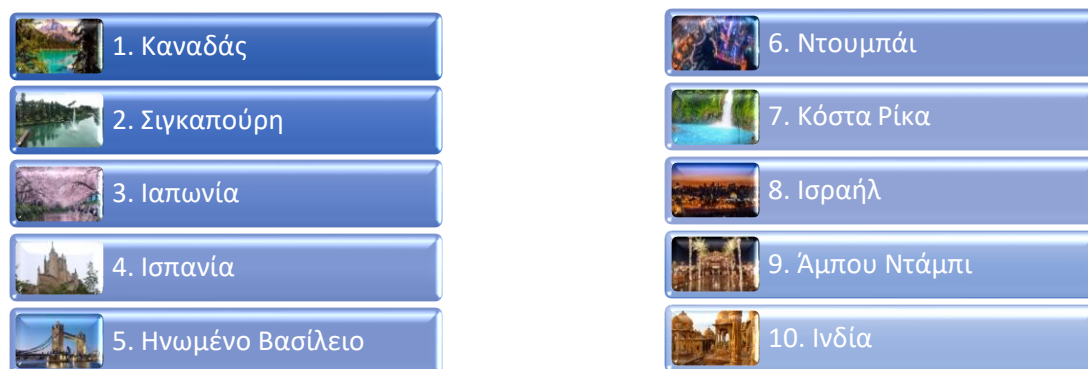 1. Καναδάς
2. Σιγκαπούρη
3. Ιαπωνία
4. Ισπανία
5. Ηνωμένο Βασίλειο
6. Ντουμπάι
7. Κόστα Ρίκα
8. Ισραήλ
9. Άμπου Ντάμπι
10. Ινδία